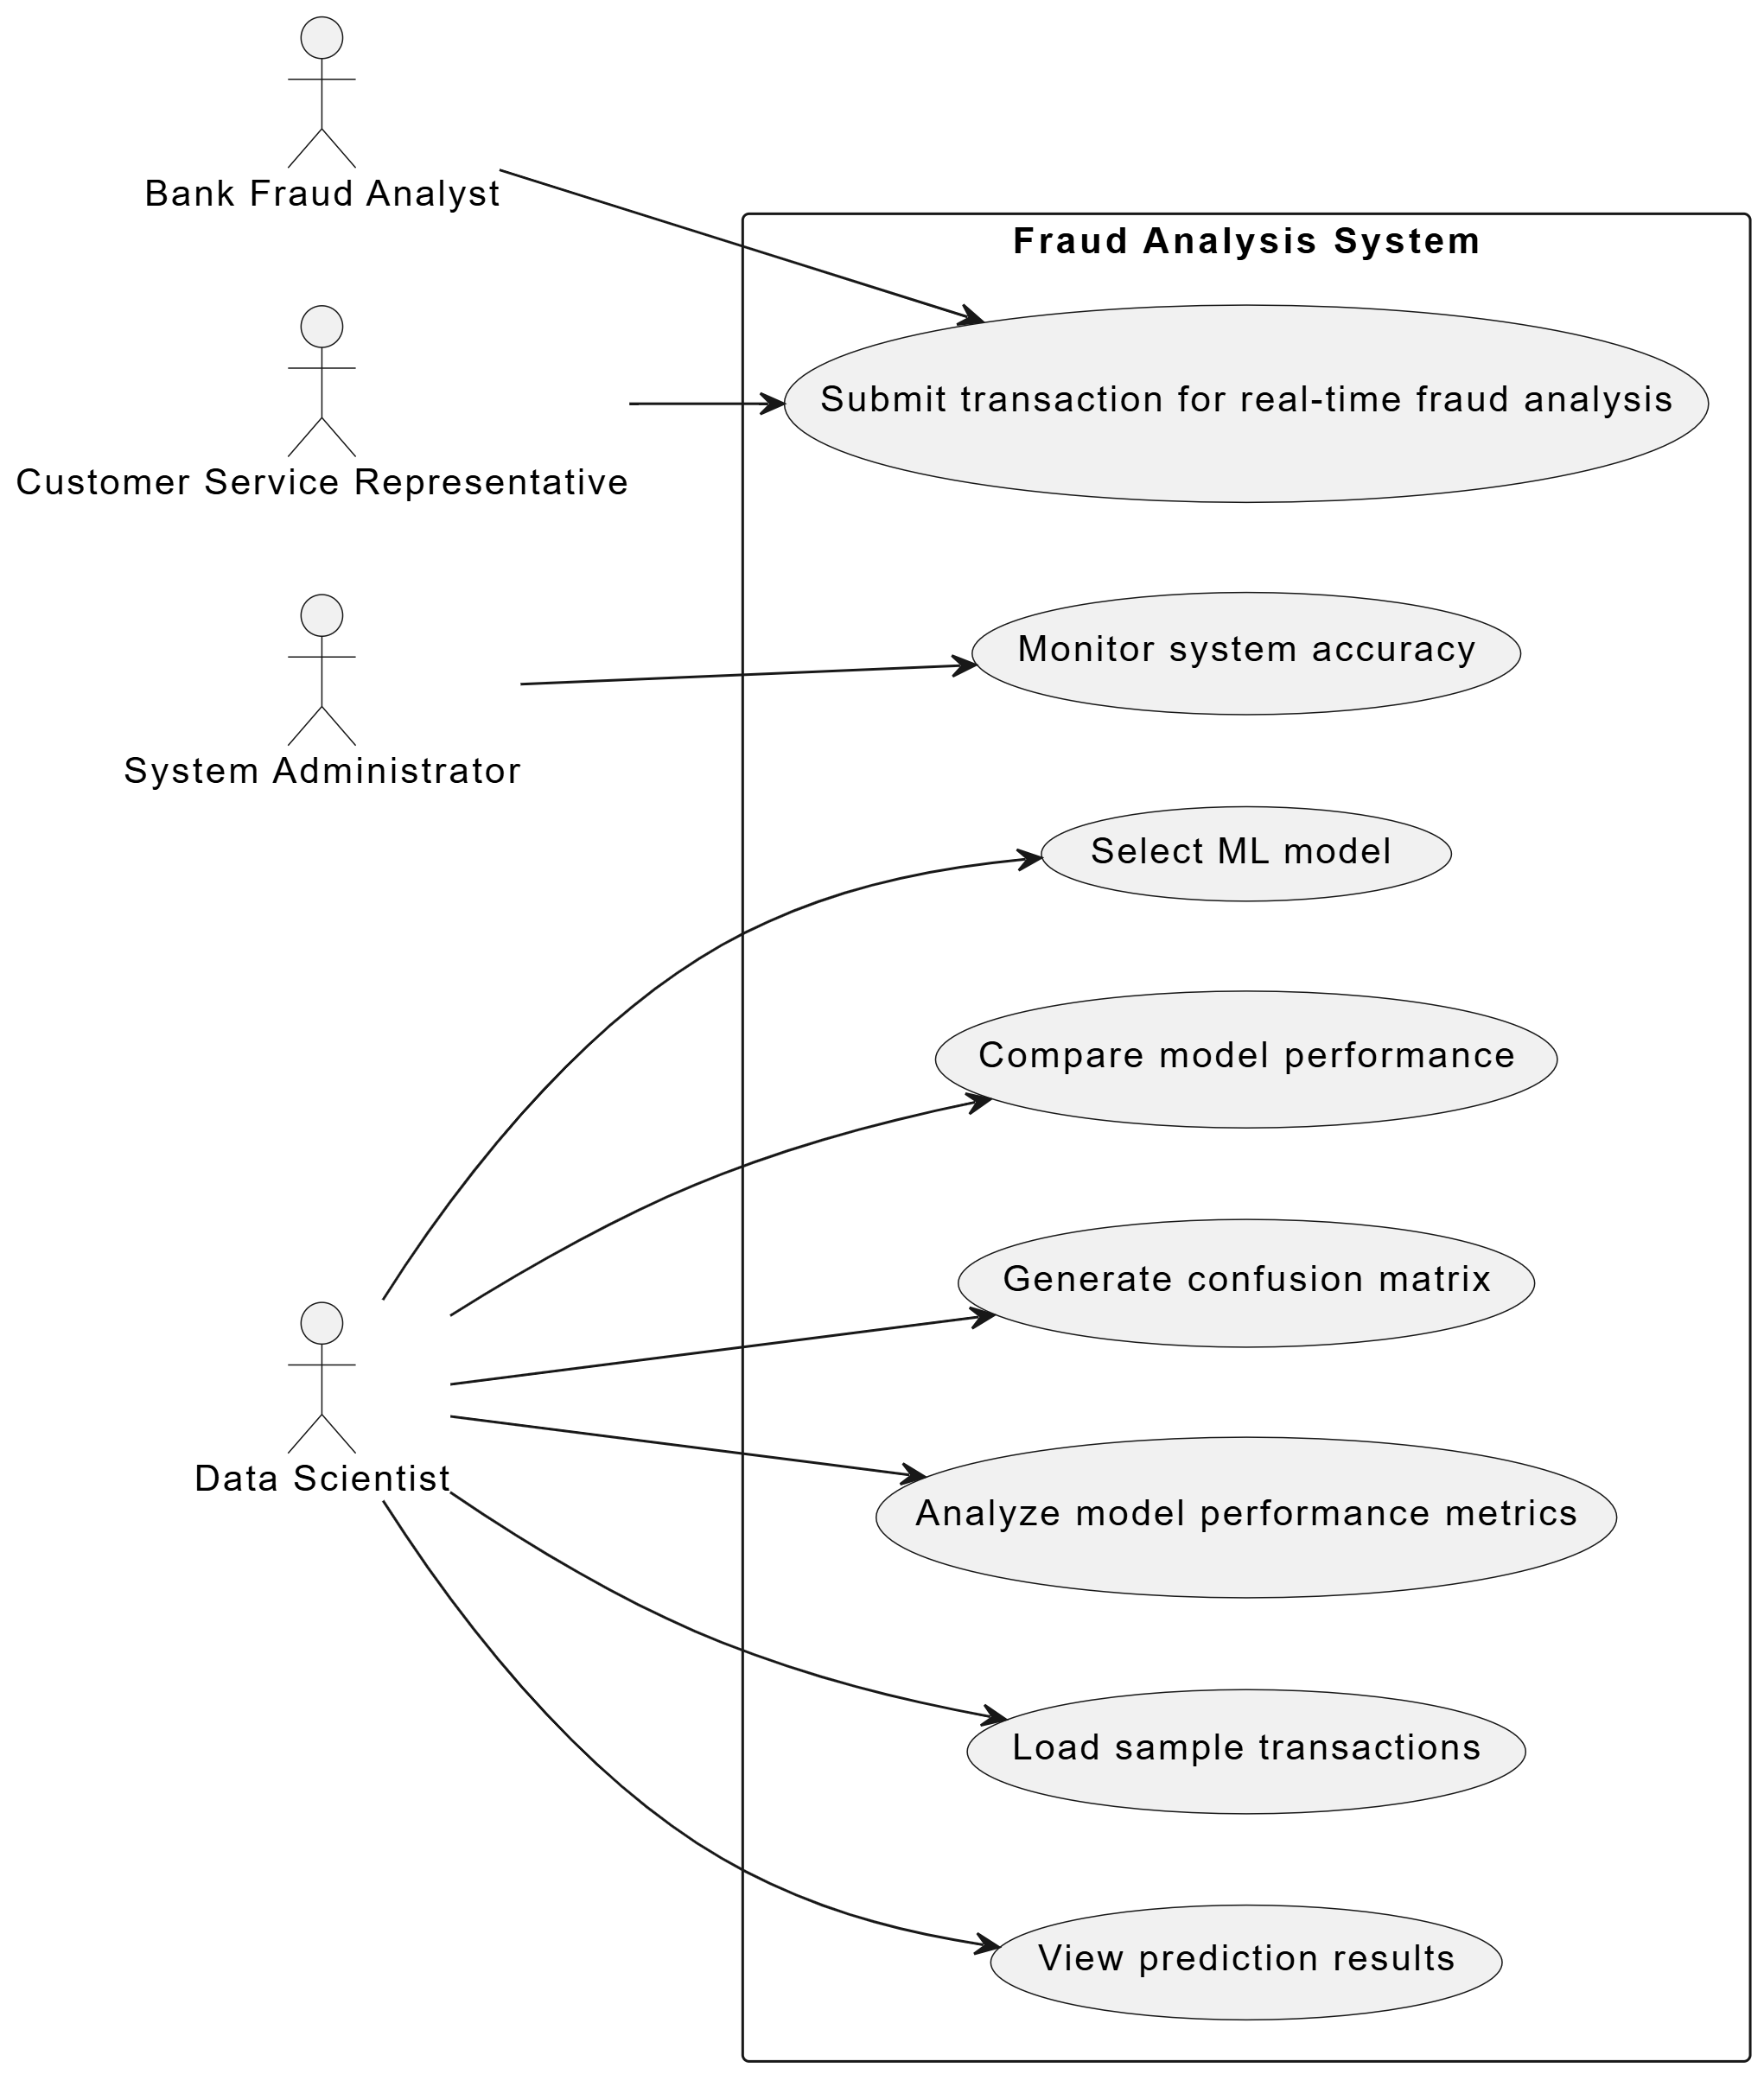 Bank Fraud Analyst
Fraud Analysis System
Submit transaction for real-time fraud analysis
Customer Service Representative
Monitor system accuracy
System Administrator
Select ML model
Compare model performance
Generate confusion matrix
Data Scientist
Analyze model performance metrics
Load sample transactions
View prediction results